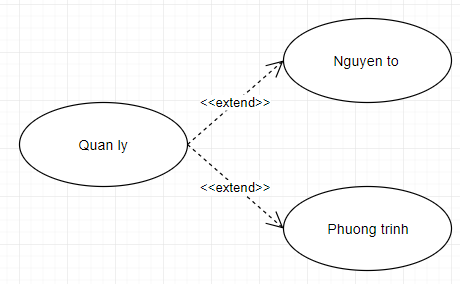 Nguyen to
<<extend>>
Quan ly
<<extend>>
Phuong trinh